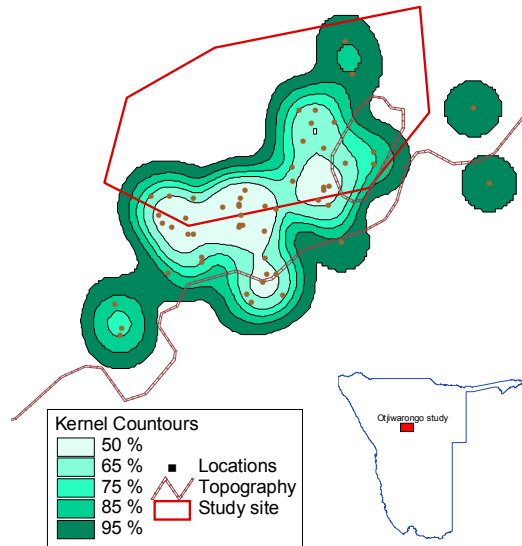 Otjiwarongo study
Kernel Countours
50 %
65 %
75 %
85 %
95 %
Locations
Topography
Study site